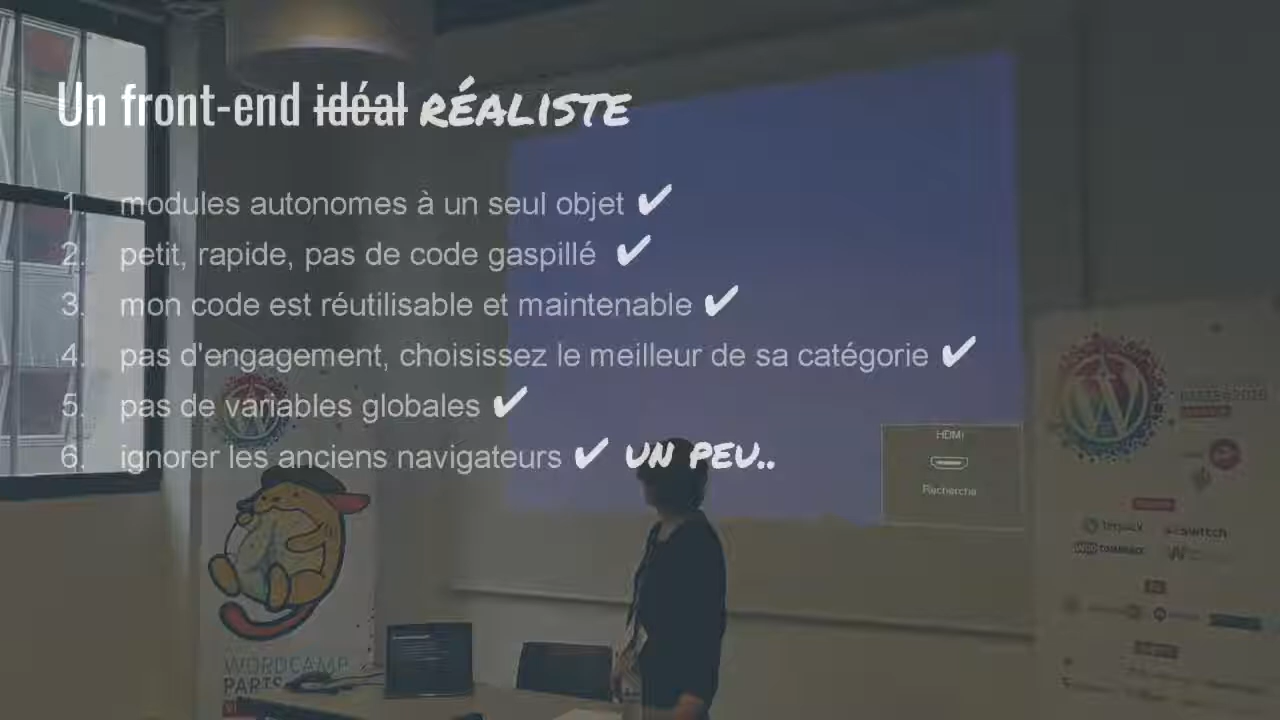 Un front-end idéal RÉALISTE
1. modules autonomes à un seul objet ✔
2. petit, rapide, pas de code gaspillé ✔
3. mon code est réutilisable et maintenable ✔
4. pas d'engagement, choisissez le meilleur de sa catégorie ✔
5. pas de variables globales ✔
6. ignorer les anciens navigateurs ✔ UN PEU..
HDMI
Recherche
WORDCAMP
PARIS